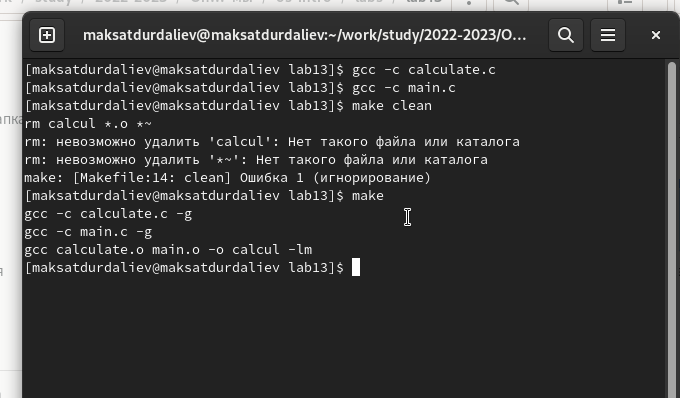 maksatdurdaliev@maksatdurdaliev:~/work/study/2022-2023/O...
[maksatdurdaliev@maksatdurdaliev lab13]$ gcc -c calculate.c
[maksatdurdaliev@maksatdurdaliev lab13]$ gcc -c main.c
[maksatdurdaliev@maksatdurdaliev lab13]$ make clean
rm calcul *.o *~
rm: невозможно удалить 'calcul': Нет такого файла или каталога
rm: невозможно удалить '*~': Нет такого файла или каталога
make: [Makefile:14: clean] Ошибка 1 (игнорирование)
[maksatdurdaliev@maksatdurdaliev lab13]$ make
gcc -c calculate.c -g
gcc -c main.c -g
gcc calculate.o main.o -o calcul -lm
[maksatdurdaliev@maksatdurdaliev lab13]$